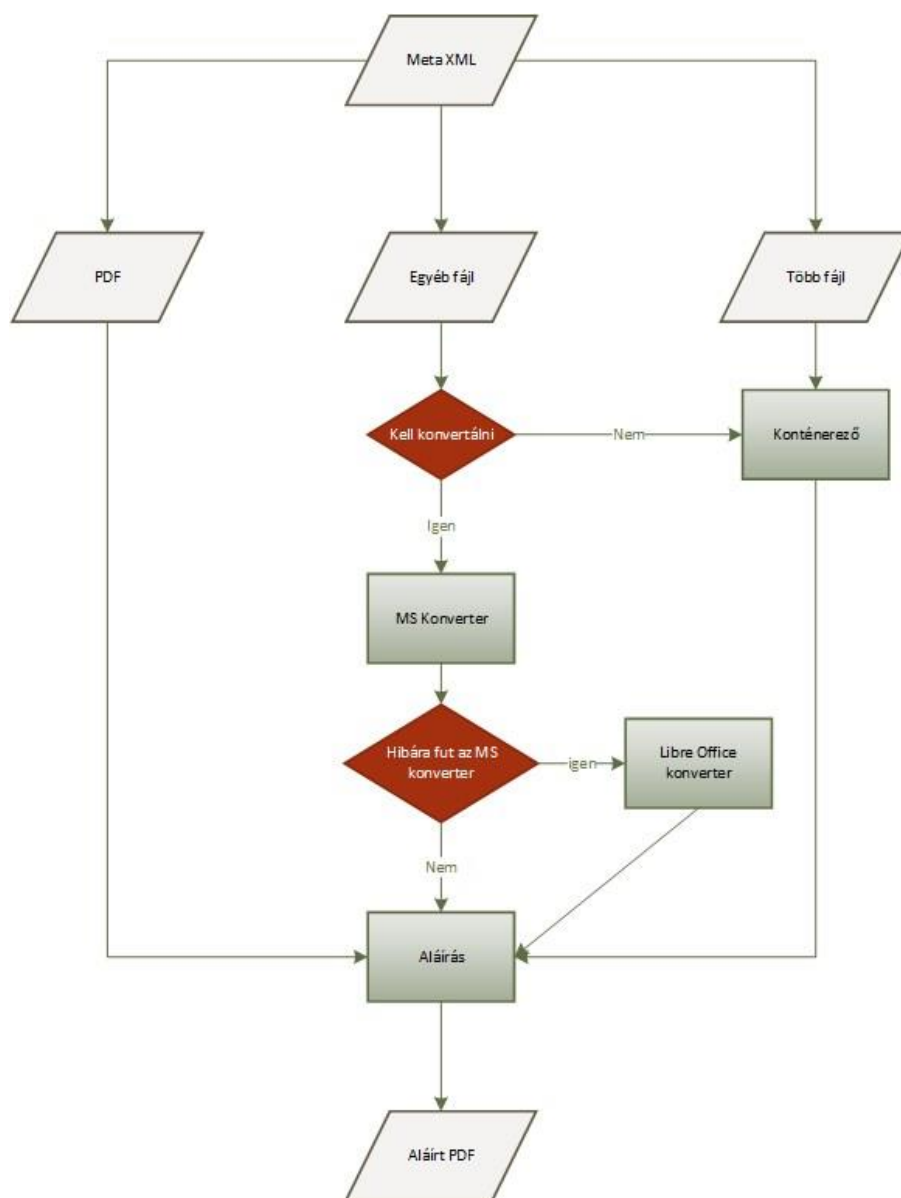 Meta XML
PDF
Egyéb fájl
Több fájl
Kell konvertálni
Nem
Konténerező
Igen
MS Konverter
Hibára fut az MS
konverter
igen
Libre Office
konverter
Nem
Aláírás
Aláírt PDF